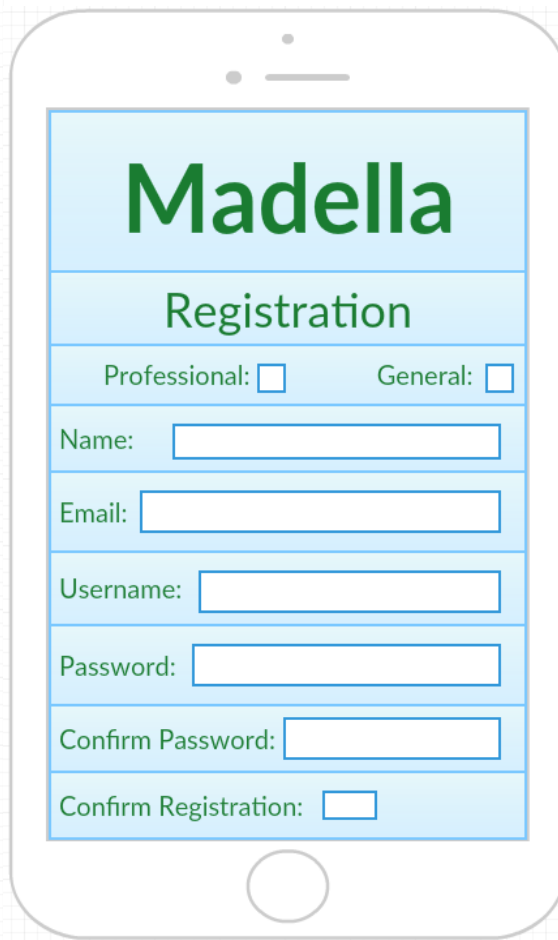 Madella
Registration
Professional: General:
Name:
Email:
Username:
Password:
Confirm Password:
Confirm Registration: